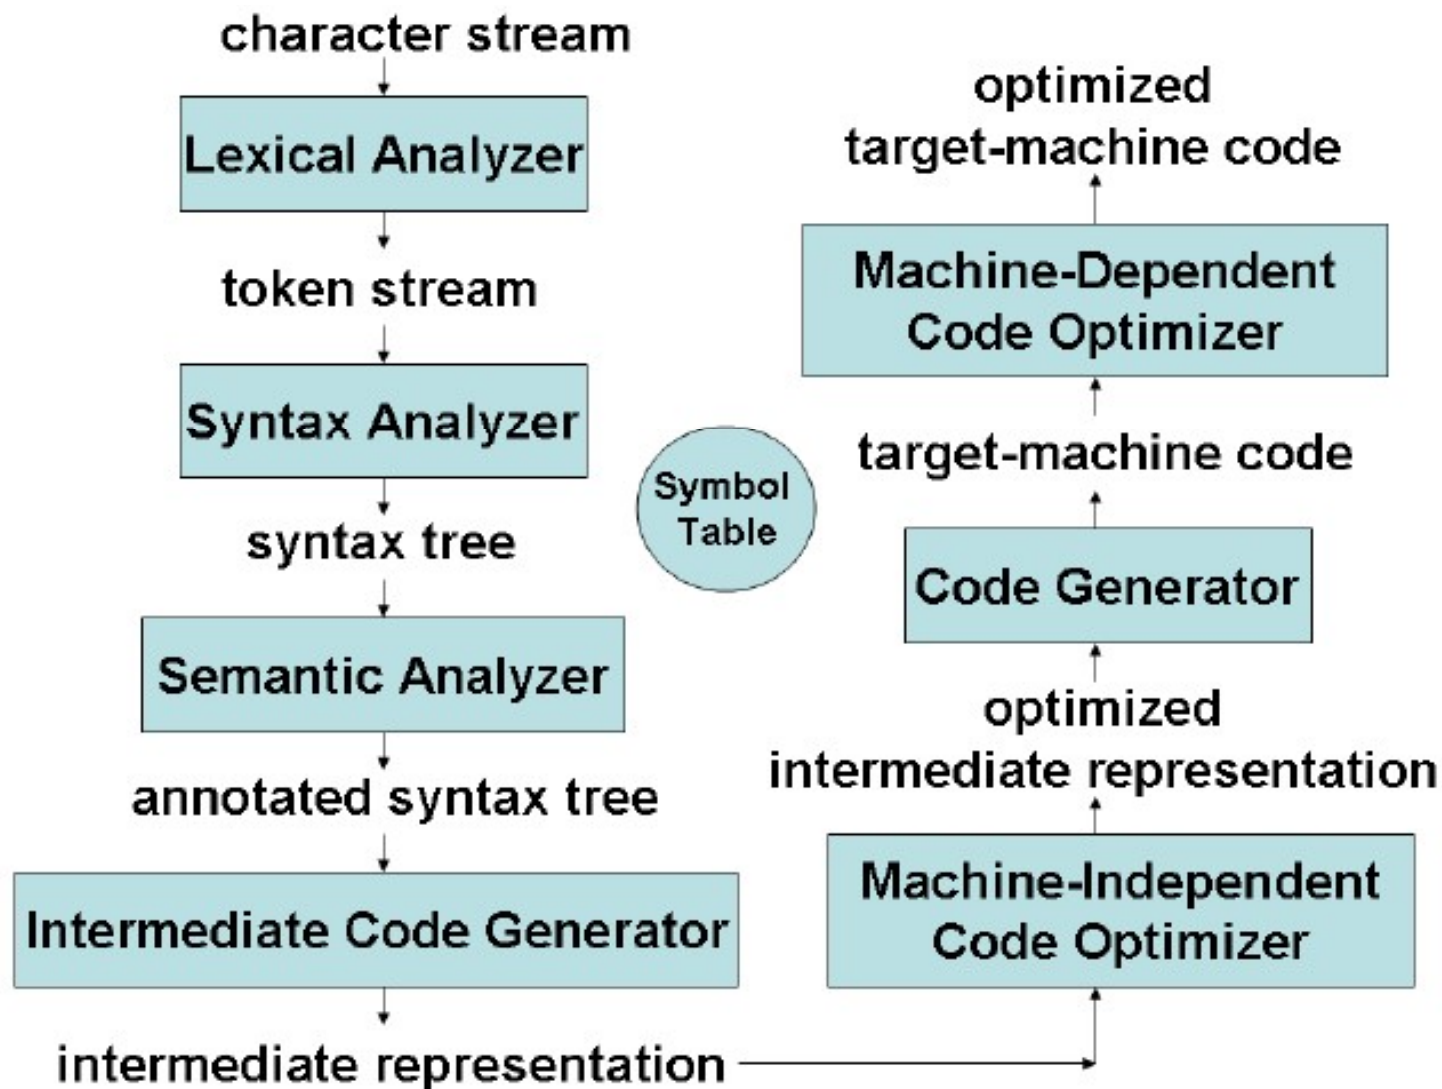 character stream
Lexical Analyzer
token stream
Syntax Analyzer
syntax tree
Semantic Analyzer
annotated syntax tree
Intermediate Code Generator
intermediate representation
Symbol
Table
optimized
target-machine code
Machine-Dependent
Code Optimizer
target-machine code
Code Generator
optimized
intermediate representation
Machine-Independent
Code Optimizer